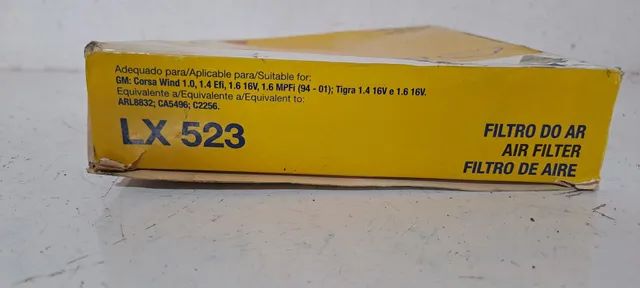 Adequado para/Aplicable para/Suitable for:
GM: Corsa Wind 1.0, 1.4 Efi, 1.6 16V, 1.6 MPFi (94 - 01); Tigra 1.4 16V e 1.6 16V.
Equivalente a/Equivalente a/Equivalent to:
ARL8832; CA5496; C2256.
LX 523
FILTRO DO AR
AIR FILTER
FILTRO DE AIRE